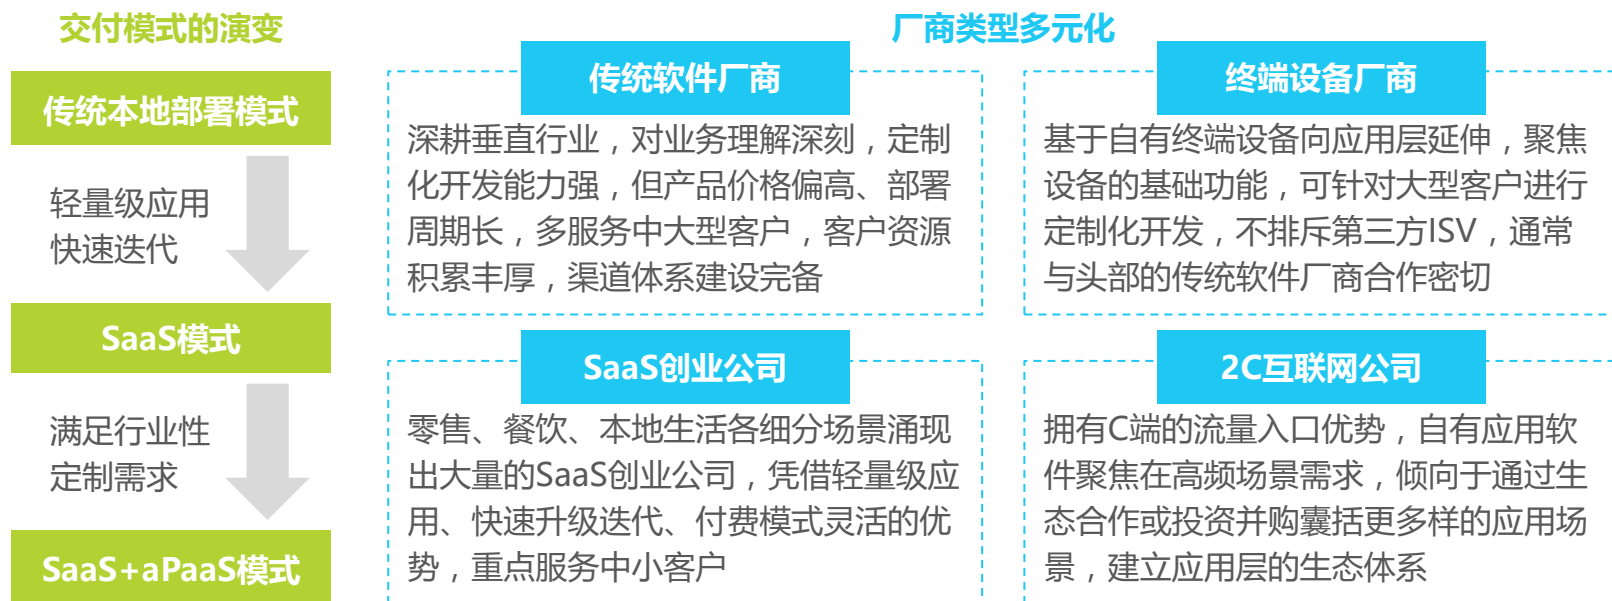 交付模式的演变
传统本地部署模式
轻量级应用
快速迭代
SaaS模式
满足行业性
定制需求
SaaS+aPaaS模式
厂商类型多元化
传统软件厂商
深耕垂直行业，对业务理解深刻，定制
化开发能力强，但产品价格偏高、部署
周期长，多服务中大型客户，客户资源
积累丰厚，渠道体系建设完备
终端设备厂商
基于自有终端设备向应用层延伸，聚焦
设备的基础功能，可针对大型客户进行
定制化开发，不排斥第三方ISV，通常
与头部的传统软件厂商合作密切
SaaS创业公司
零售、餐饮、本地生活各细分场景涌现
出大量的SaaS创业公司，凭借轻量级应
用、快速升级迭代、付费模式灵活的优
势，重点服务中小客户
2C互联网公司
拥有C端的流量入口优势，自有应用软
件聚焦在高频场景需求，倾向于通过生
态合作或投资并购囊括更多样的应用场
景，建立应用层的生态体系